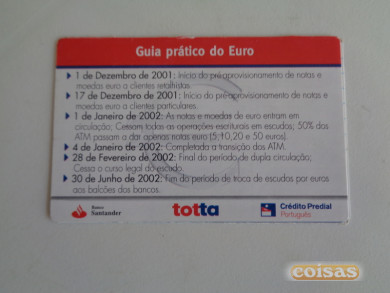 Guia prático do Euro
1 de Dezembro de 2001: Início do pré-aprovisionamento de notas e
moedas euro a clientes retalhistas.
17 de Dezembro de 2001: Início do pré-aprovisionamento de notas e
moedas euro a clientes particulares.
1 de Janeiro de 2002: As notas e moedas de euro entram em
circulação; Cessam todas as operações escriturais em escudos; 50% dos
ATM passam a dar apenas notas euro (5, 10,20 e 50 euros).
4 de Janeiro de 2002: Completada a transição dos ATM.
28 de Fevereiro de 2002: Final do período de dupla circulação;
Cessa o curso legal do escudo.
30 de Junho de 2002: Fim do período de troca de escudos por euros
aos balcões dos bancos.
Banco
Santander
totta
Crédito Predial
Português
coisas